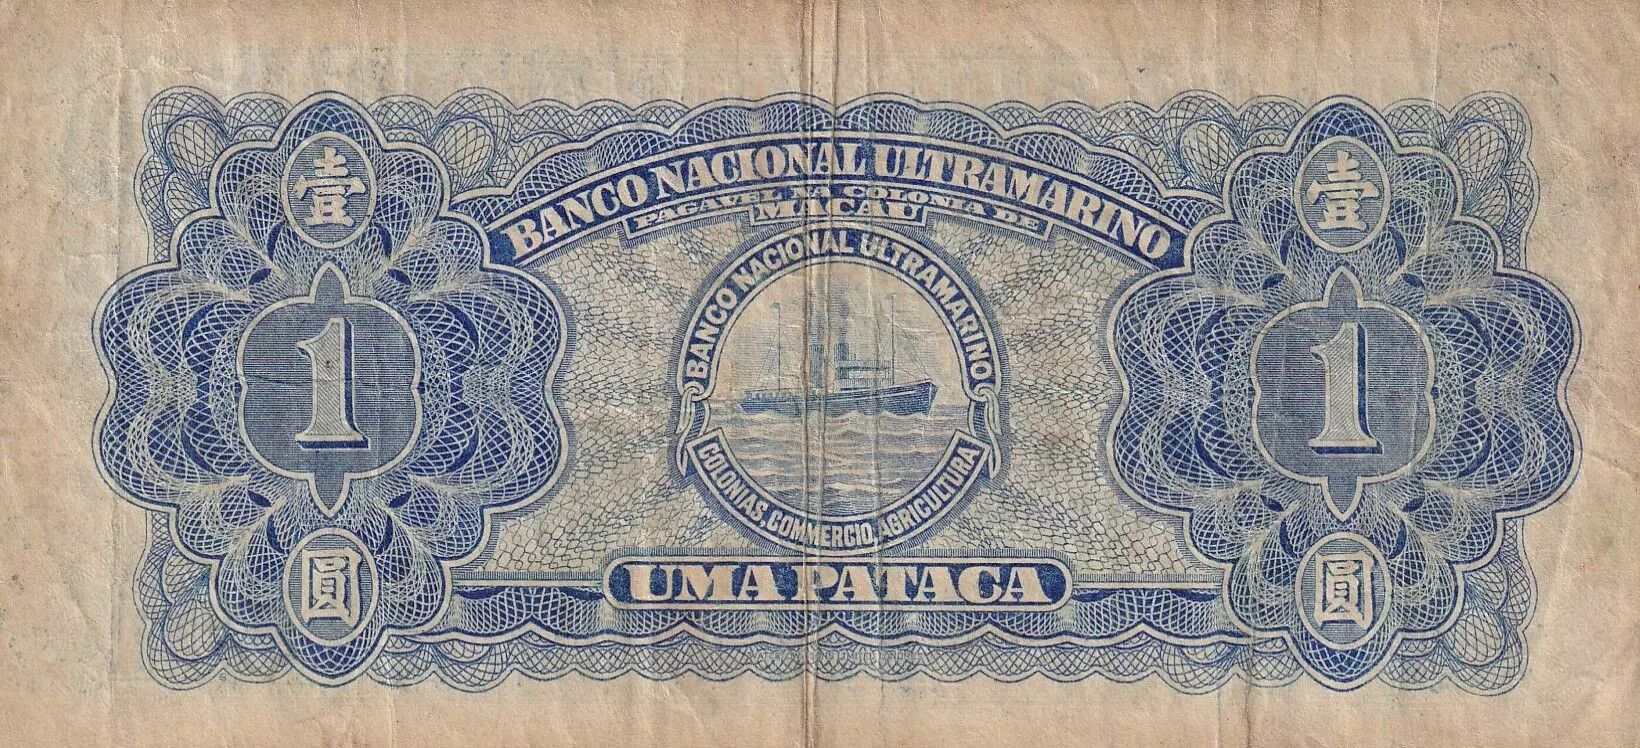 BANCO NACIONAL ULTRAMARINO
PAGAVEL NA COLONIA DE
MACAU
壹
壹
BANCO NACIONAL ULTRAMARINO
1
1
COLONIAS, COMMERCIO, AGRICULTURA
圓
圓
UMA PATACA